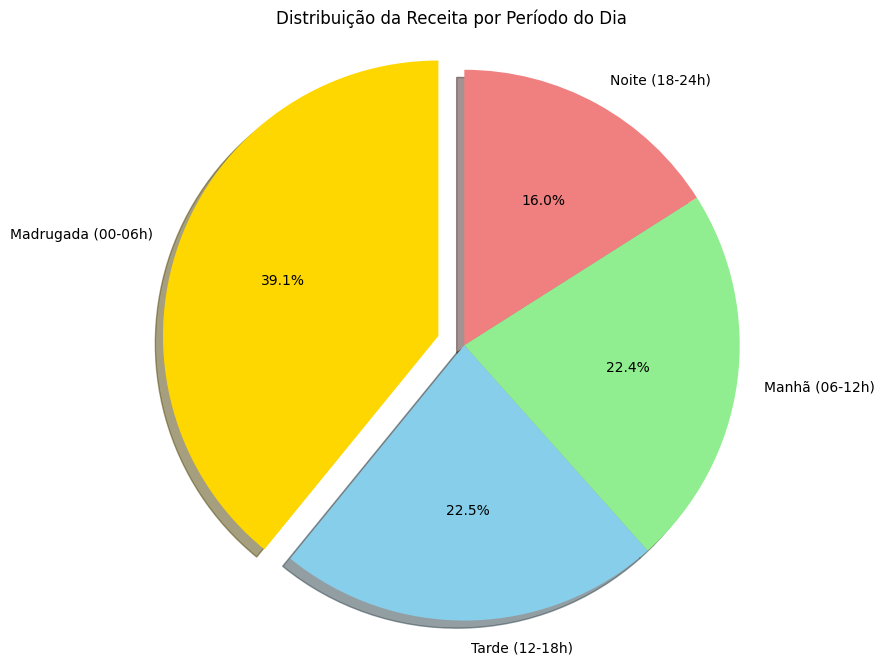 Distribuição da Receita por Período do Dia
Noite (18-24h)
16.0%
Madrugada (00-06h)
39.1%
22.4%
Manhã (06-12h)
22.5%
Tarde (12-18h)